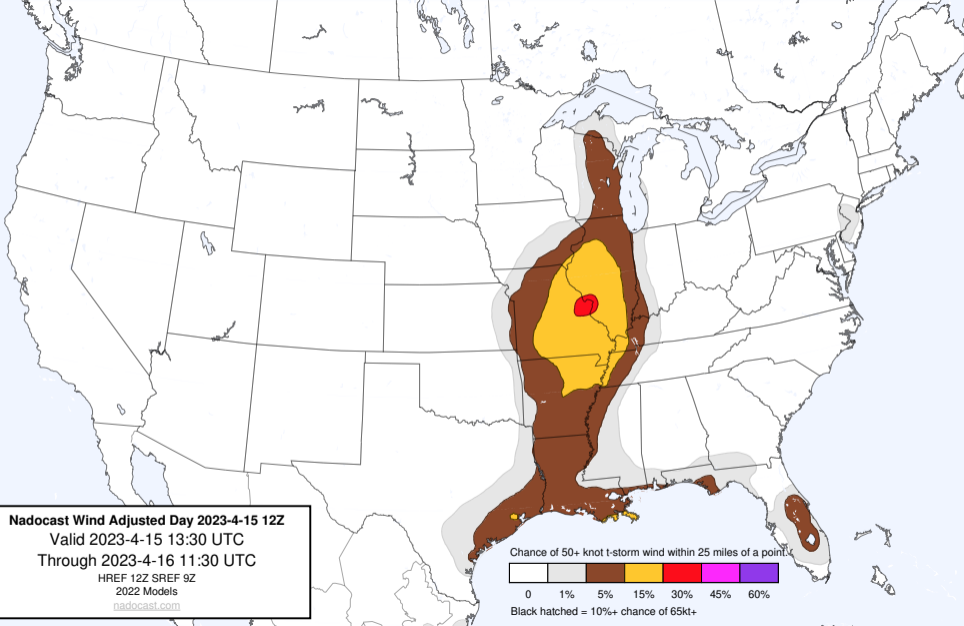 Nadocast Wind Adjusted Day 2023-4-15 12Z
Valid 2023-4-15 13:30 UTC
Through 2023-4-16 11:30 UTC
HREF 12Z SREF 9Z
2022 Models
nadocast.com
Chance of 50+ knot t-storm wind within 25 miles of a point.
0 1% 5% 15% 30% 45% 60%
Black hatched = 10%+ chance of 65kt+